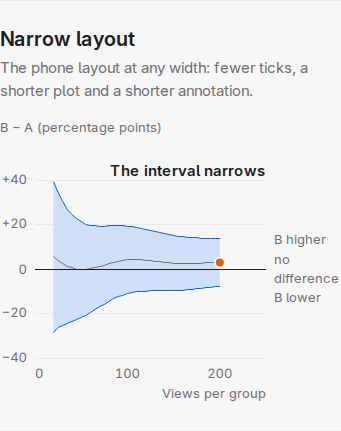 Narrow layout
The phone layout at any width: fewer ticks, a
shorter plot and a shorter annotation.
B − A (percentage points)
The interval narrows
+40
+20
0
−20
−40
B higher
no
difference
B lower
0 100 200
Views per group